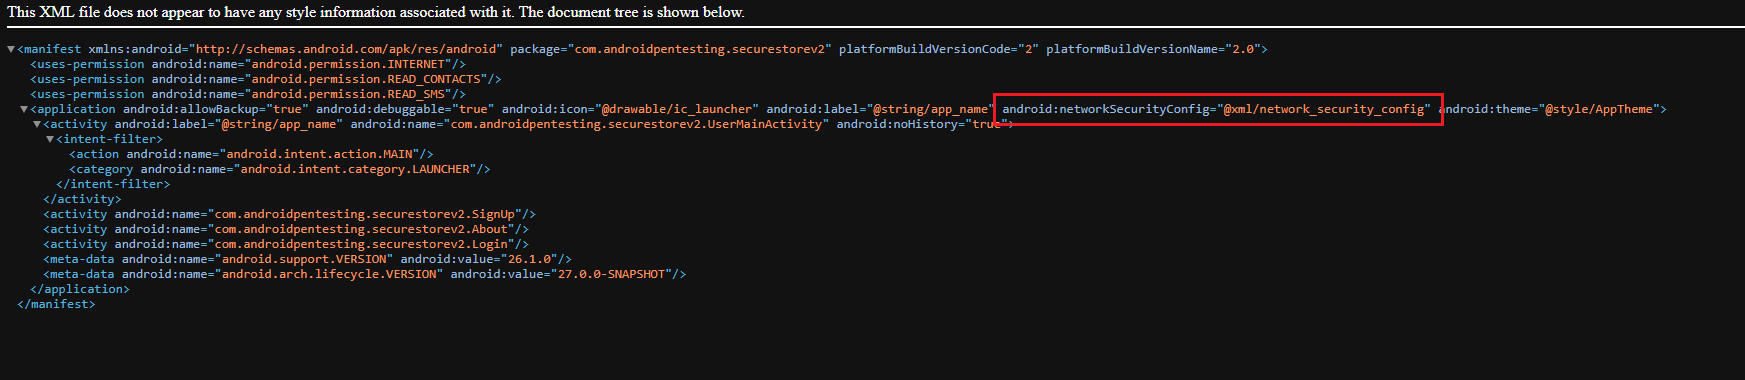 This XML file does not appear to have any style information associated with it. The document tree is shown below.
▼<manifest xmlns:android="http://schemas.android.com/apk/res/android" package="com.androidpentesting.securestorev2" platformBuildVersionCode="2" platformBuildVersionName="2.0">
<uses-permission android:name="android.permission.INTERNET"/>
<uses-permission android:name="android.permission.READ_CONTACTS"/>
<uses-permission android:name="android.permission.READ_SMS"/>
▼<application android:allowBackup="true" android:debuggable="true" android:icon="@drawable/ic_launcher" android:label="@string/app_name" android:networkSecurityConfig="@xml/network_security_config" android:theme="@style/AppTheme">
▼<activity android:label="@string/app_name" android:name="com.androidpentesting.securestorev2.UserMainActivity" android:noHistory="true">
▼<intent-filter>
<action android:name="android.intent.action.MAIN"/>
<category android:name="android.intent.category.LAUNCHER"/>
</intent-filter>
</activity>
<activity android:name="com.androidpentesting.securestorev2.SignUp"/>
<activity android:name="com.androidpentesting.securestorev2.About"/>
<activity android:name="com.androidpentesting.securestorev2.Login"/>
<meta-data android:name="android.support.VERSION" android:value="26.1.0"/>
<meta-data android:name="android.arch.lifecycle.VERSION" android:value="27.0.0-SNAPSHOT"/>
</application>
</manifest>